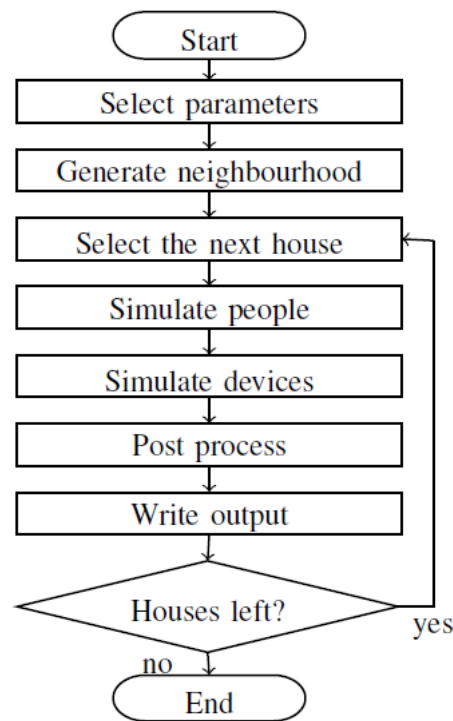 Start
Select parameters
Generate neighbourhood
Select the next house
Simulate people
Simulate devices
Post process
Write output
Houses left?
yes
no
End